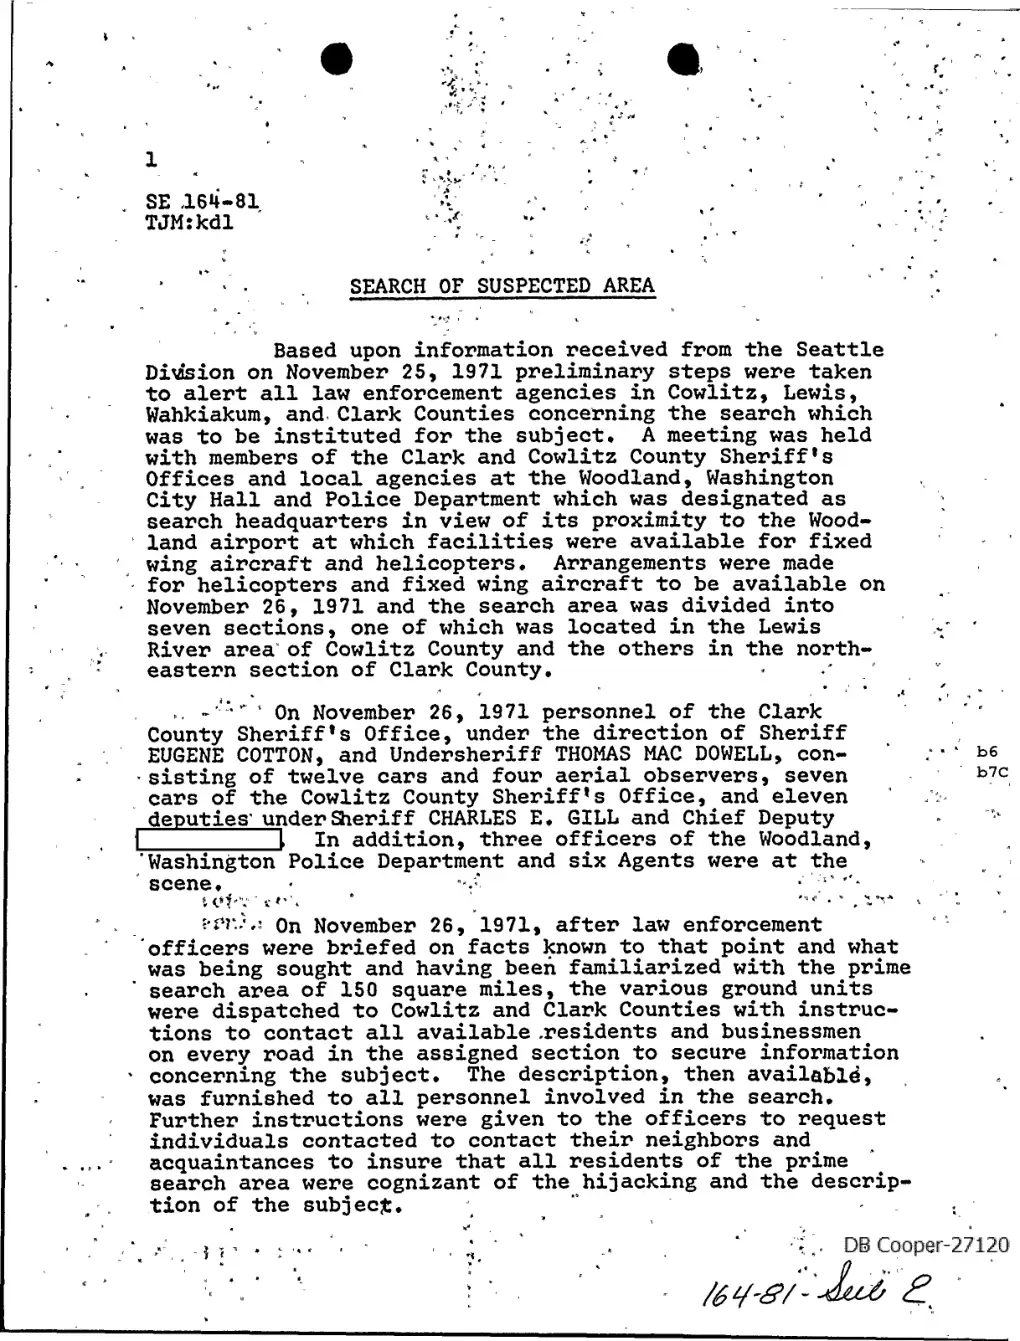 1
SE 164-81
TJM:kdl
SEARCH OF SUSPECTED AREA
Based upon information received from the Seattle
Division on November 25, 1971 preliminary steps were taken
to alert all law enforcement agencies in Cowlitz, Lewis,
Wahkiakum, and Clark Counties concerning the search which
was to be instituted for the subject. A meeting was held
with members of the Clark and Cowlitz County Sheriff's
Offices and local agencies at the Woodland, Washington
City Hall and Police Department which was designated as
search headquarters in view of its proximity to the Wood-
land airport at which facilities were available for fixed
wing aircraft and helicopters. Arrangements were made
for helicopters and fixed wing aircraft to be available on
November 26, 1971 and the search area was divided into
seven sections, one of which was located in the Lewis
River area of Cowlitz County and the others in the north-
eastern section of Clark County.
On November 26, 1971 personnel of the Clark
County Sheriff's Office, under the direction of Sheriff
EUGENE COTTON, and Undersheriff THOMAS MAC DOWELL, con-
b6
sisting of twelve cars and four aerial observers, seven
b7C
cars of the Cowlitz County Sheriff's Office, and eleven
deputies under Sheriff CHARLES E. GILL and Chief Deputy
In addition, three officers of the Woodland,
Washington Police Department and six Agents were at the
scene.
On November 26, 1971, after law enforcement
officers were briefed on facts known to that point and what
was being sought and having been familiarized with the prime
search area of 150 square miles, the various ground units
were dispatched to Cowlitz and Clark Counties with instruc-
tions to contact all available residents and businessmen
on every road in the assigned section to secure information
concerning the subject. The description, then available,
was furnished to all personnel involved in the search.
Further instructions were given to the officers to request
individuals contacted to contact their neighbors and
acquaintances to insure that all residents of the prime
search area were cognizant of the hijacking and the descrip-
tion of the subject.
DB Cooper-27120
164-81-Sub E